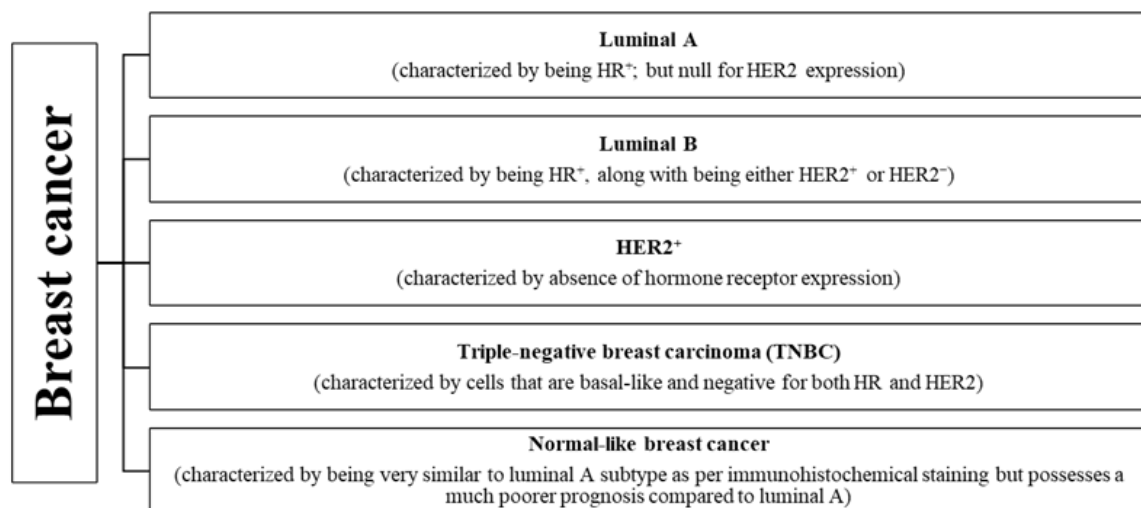 Breast cancer
Luminal A
(characterized by being HR⁺; but null for HER2 expression)
Luminal B
(characterized by being HR⁺, along with being either HER2⁺ or HER2⁻)
HER2⁺
(characterized by absence of hormone receptor expression)
Triple-negative breast carcinoma (TNBC)
(characterized by cells that are basal-like and negative for both HR and HER2)
Normal-like breast cancer
(characterized by being very similar to luminal A subtype as per immunohistochemical staining but possesses a
much poorer prognosis compared to luminal A)